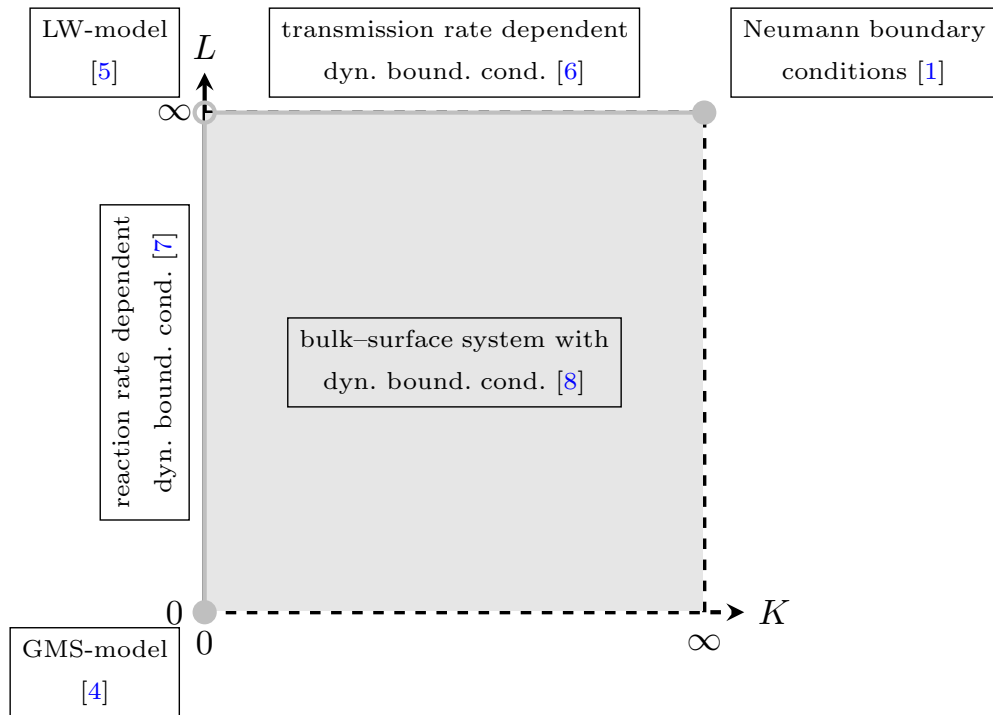 LW-model
[5]
transmission rate dependent
dyn. bound. cond. [6]
Neumann boundary
conditions [1]
L
∞
reaction rate dependent
dyn. bound. cond. [7]
bulk–surface system with
dyn. bound. cond. [8]
0
0
∞
K
GMS-model
[4]